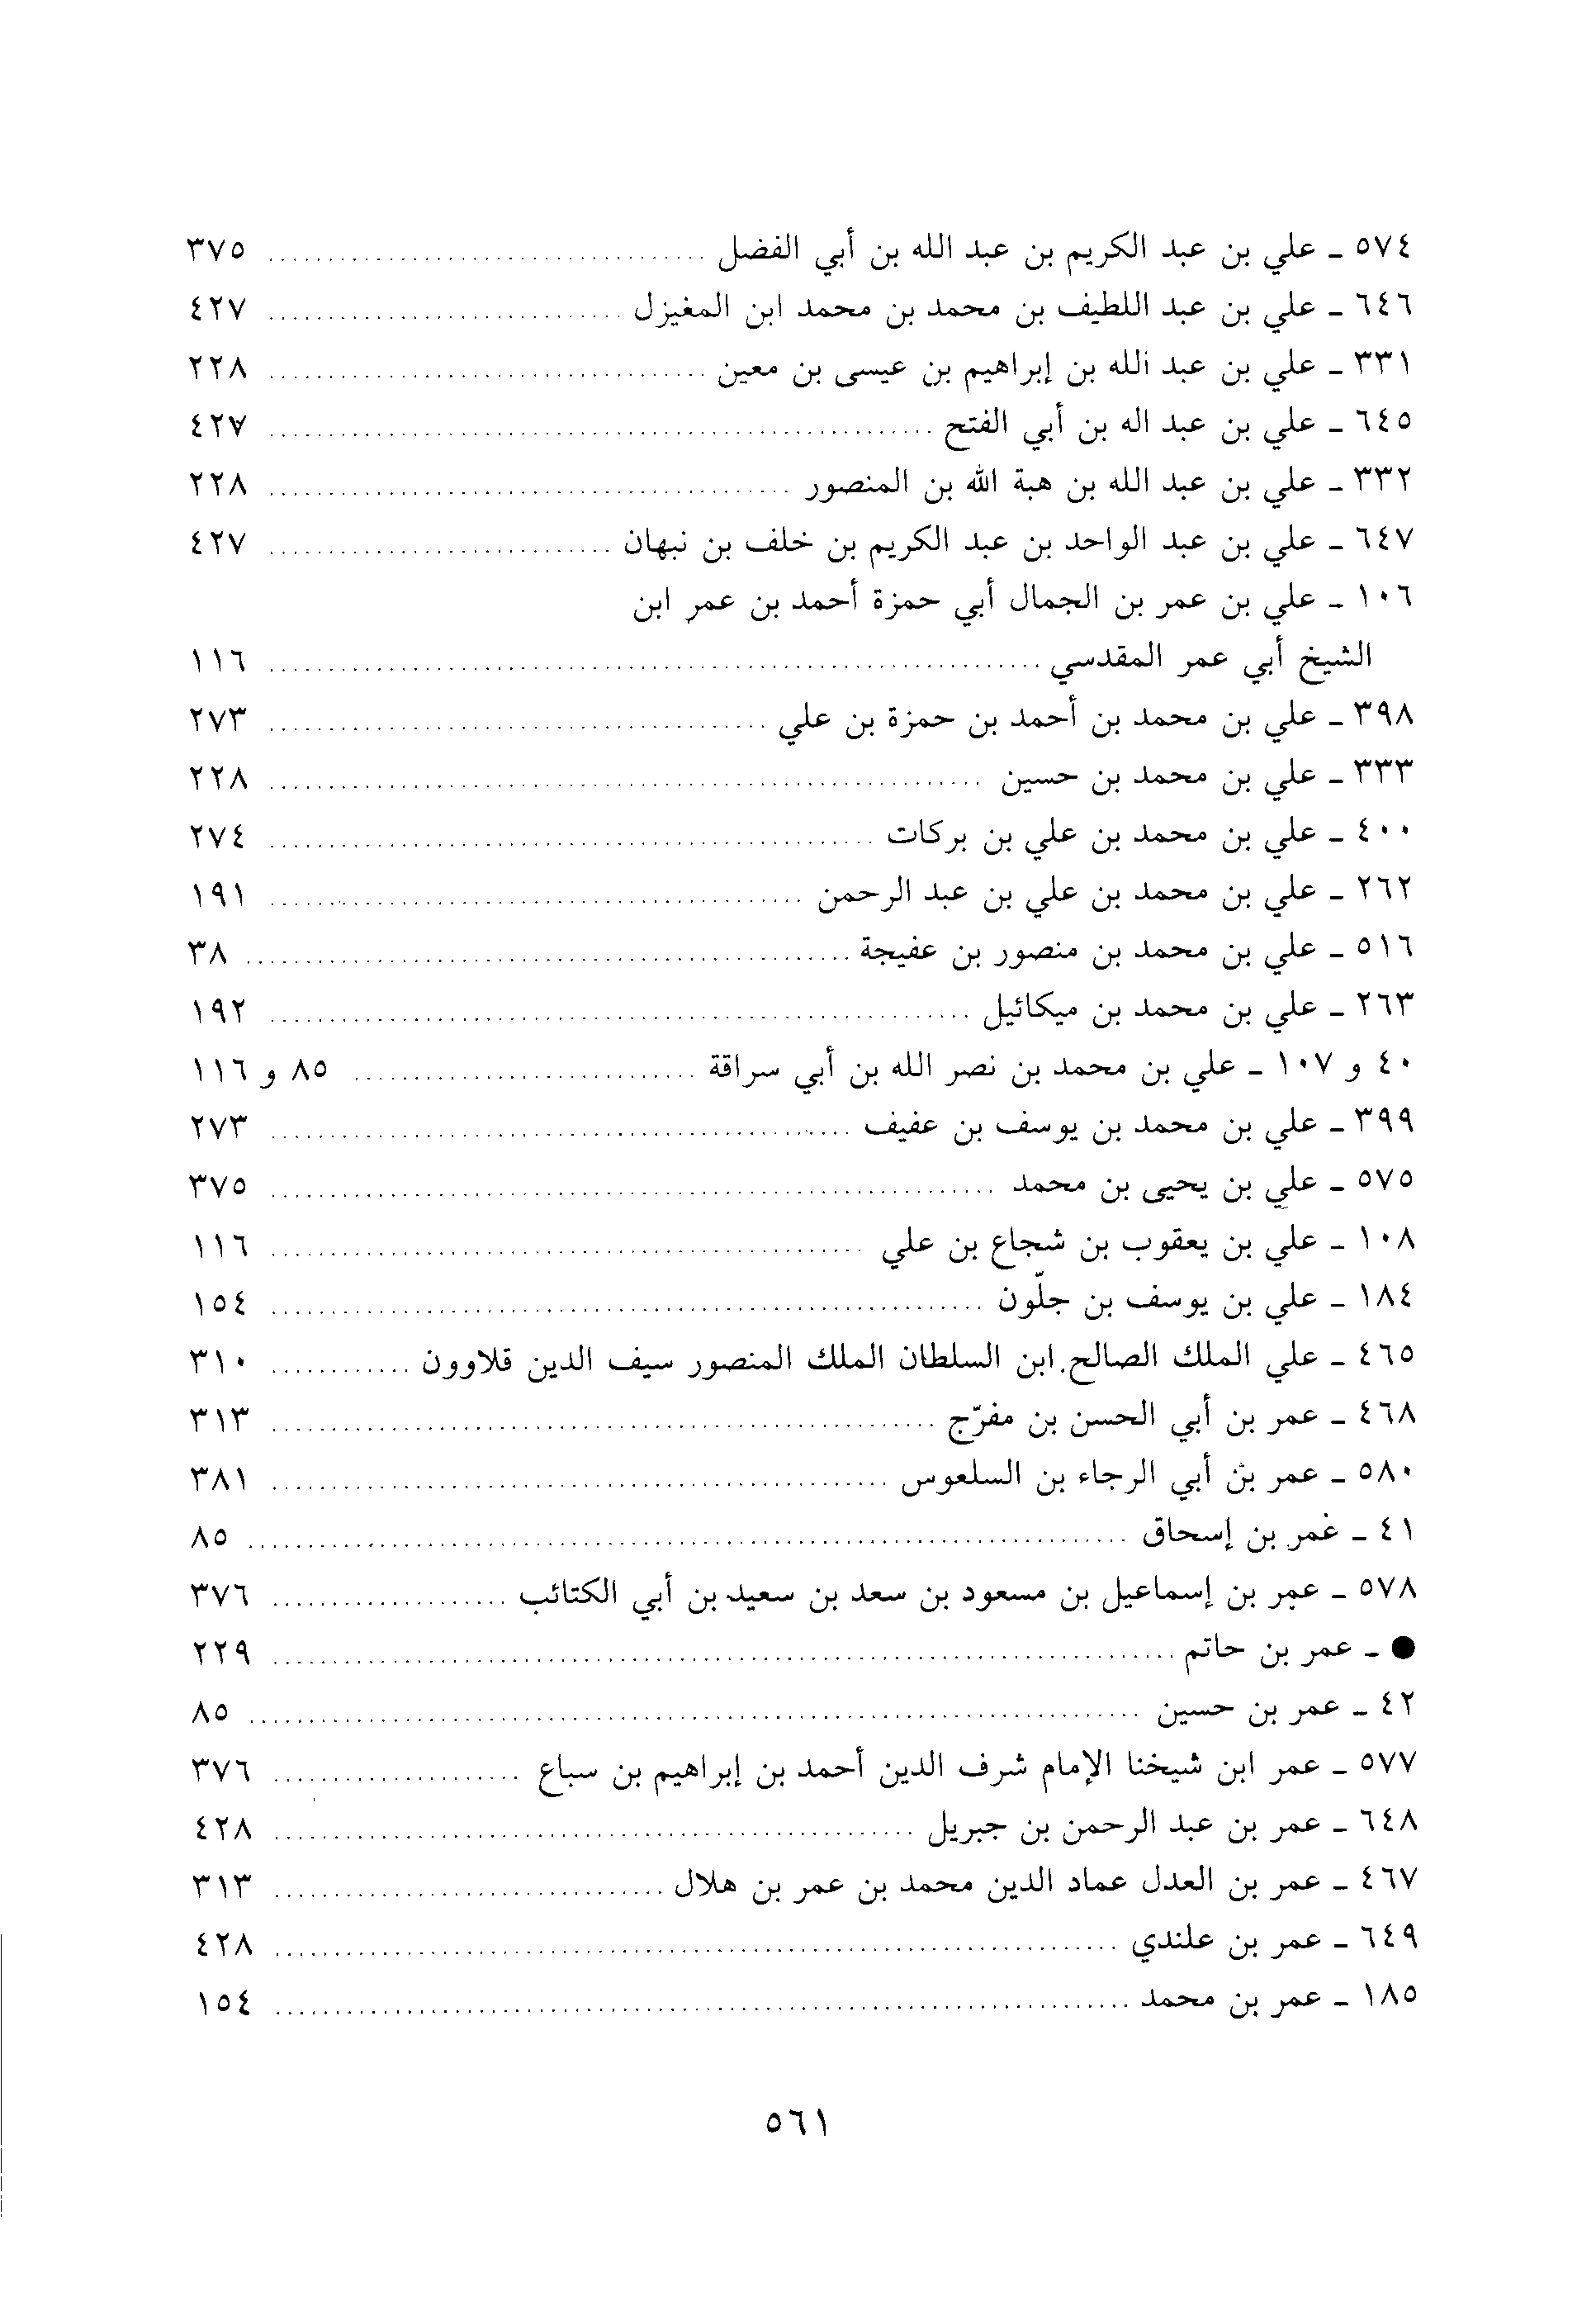 ٥٧٤ ـ علي بن عبد الكريم بن عبد الله بن أبي الفضل ..... ٣٧٥
٦٤٦ ـ علي بن عبد اللطيف بن محمد بن محمد ابن المغيزل ..... ٤٢٧
٣٣١ ـ علي بن عبد الله بن إبراهيم بن عيسى بن معين ..... ٢٢٨
٦٤٥ ـ علي بن عبد اله بن أبي الفتح ..... ٤٢٧
٣٣٢ ـ علي بن عبد الله بن هبة الله بن المنصور ..... ٢٢٨
٦٤٧ ـ علي بن عبد الواحد بن عبد الكريم بن خلف بن نبهان ..... ٤٢٧
١٠٦ ـ علي بن عمر بن الجمال أبي حمزة أحمد بن عمر ابن
الشيخ أبي عمر المقدسي ..... ١١٦
٣٩٨ ـ علي بن محمد بن أحمد بن حمزة بن علي ..... ٢٧٣
٣٣٣ ـ علي بن محمد بن حسين ..... ٢٢٨
٤٠٠ ـ علي بن محمد بن علي بن بركات ..... ٢٧٤
٢٦٢ ـ علي بن محمد بن علي بن عبد الرحمن ..... ١٩١
٥١٦ ـ علي بن محمد بن منصور بن عفيجة ..... ٣٨
٢٦٣ ـ علي بن محمد بن ميكائيل ..... ١٩٢
٤٠ و ١٠٧ ـ علي بن محمد بن نصر الله بن أبي سراقة ..... ٨٥ و ١١٦
٣٩٩ ـ علي بن محمد بن يوسف بن عفيف ..... ٢٧٣
٥٧٥ ـ علي بن يحيى بن محمد ..... ٣٧٥
١٠٨ ـ علي بن يعقوب بن شجاع بن علي ..... ١١٦
١٨٤ ـ علي بن يوسف بن جلّون ..... ١٥٤
٤٦٥ ـ علي الملك الصالح.ابن السلطان الملك المنصور سيف الدين قلاوون ..... ٣١٠
٤٦٨ ـ عمر بن أبي الحسن بن مفرّج ..... ٣١٣
٥٨٠ ـ عمر بن أبي الرجاء بن السلعوس ..... ٣٨١
٤١ ـ عمر بن إسحاق ..... ٨٥
٥٧٨ ـ عمر بن إسماعيل بن مسعود بن سعد بن سعيد بن أبي الكتائب ..... ٣٧٦
● ـ عمر بن حاتم ..... ٢٢٩
٤٢ ـ عمر بن حسين ..... ٨٥
٥٧٧ ـ عمر ابن شيخنا الإمام شرف الدين أحمد بن إبراهيم بن سباع ..... ٣٧٦
٦٤٨ ـ عمر بن عبد الرحمن بن جبريل ..... ٤٢٨
٤٦٧ ـ عمر بن العدل عماد الدين محمد بن عمر بن هلال ..... ٣١٣
٦٤٩ ـ عمر بن علندي ..... ٤٢٨
١٨٥ ـ عمر بن محمد ..... ١٥٤
٥٦١